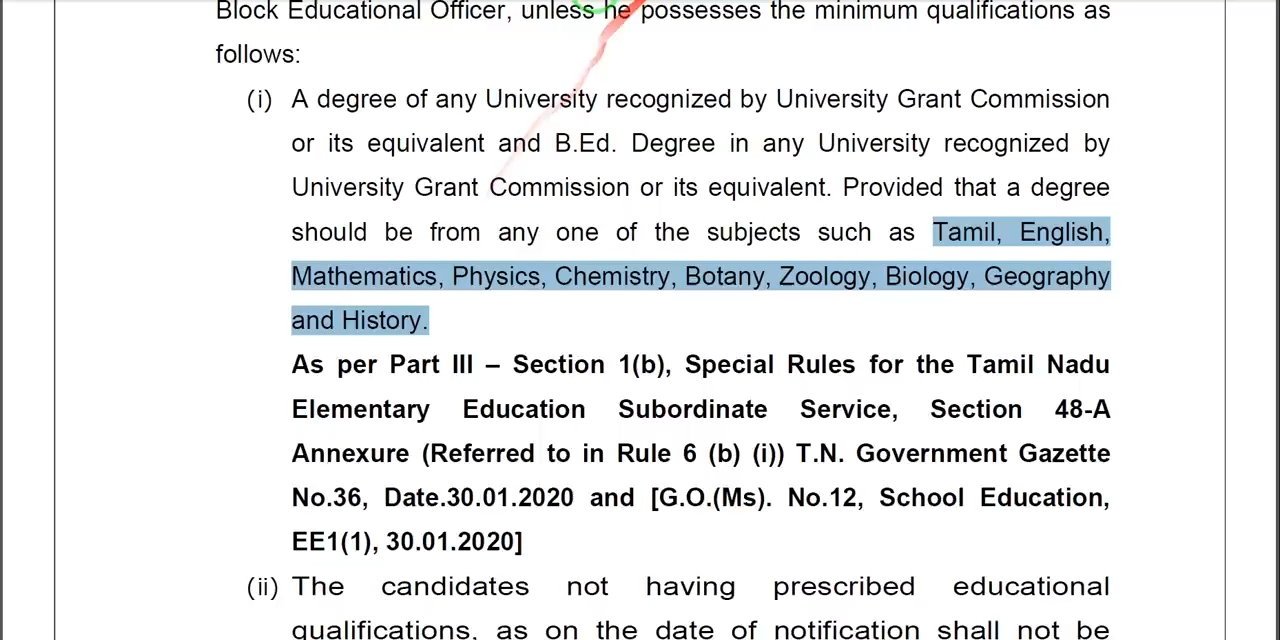 Block Educational Officer, unless he possesses the minimum qualifications as
follows:
(i) A degree of any University recognized by University Grant Commission
or its equivalent and B.Ed. Degree in any University recognized by
University Grant Commission or its equivalent. Provided that a degree
should be from any one of the subjects such as Tamil, English,
Mathematics, Physics, Chemistry, Botany, Zoology, Biology, Geography
and History.
As per Part III – Section 1(b), Special Rules for the Tamil Nadu
Elementary Education Subordinate Service, Section 48-A
Annexure (Referred to in Rule 6 (b) (i)) T.N. Government Gazette
No.36, Date.30.01.2020 and [G.O.(Ms). No.12, School Education,
EE1(1), 30.01.2020]
(ii) The candidates not having prescribed educational
qualifications, as on the date of notification shall not be